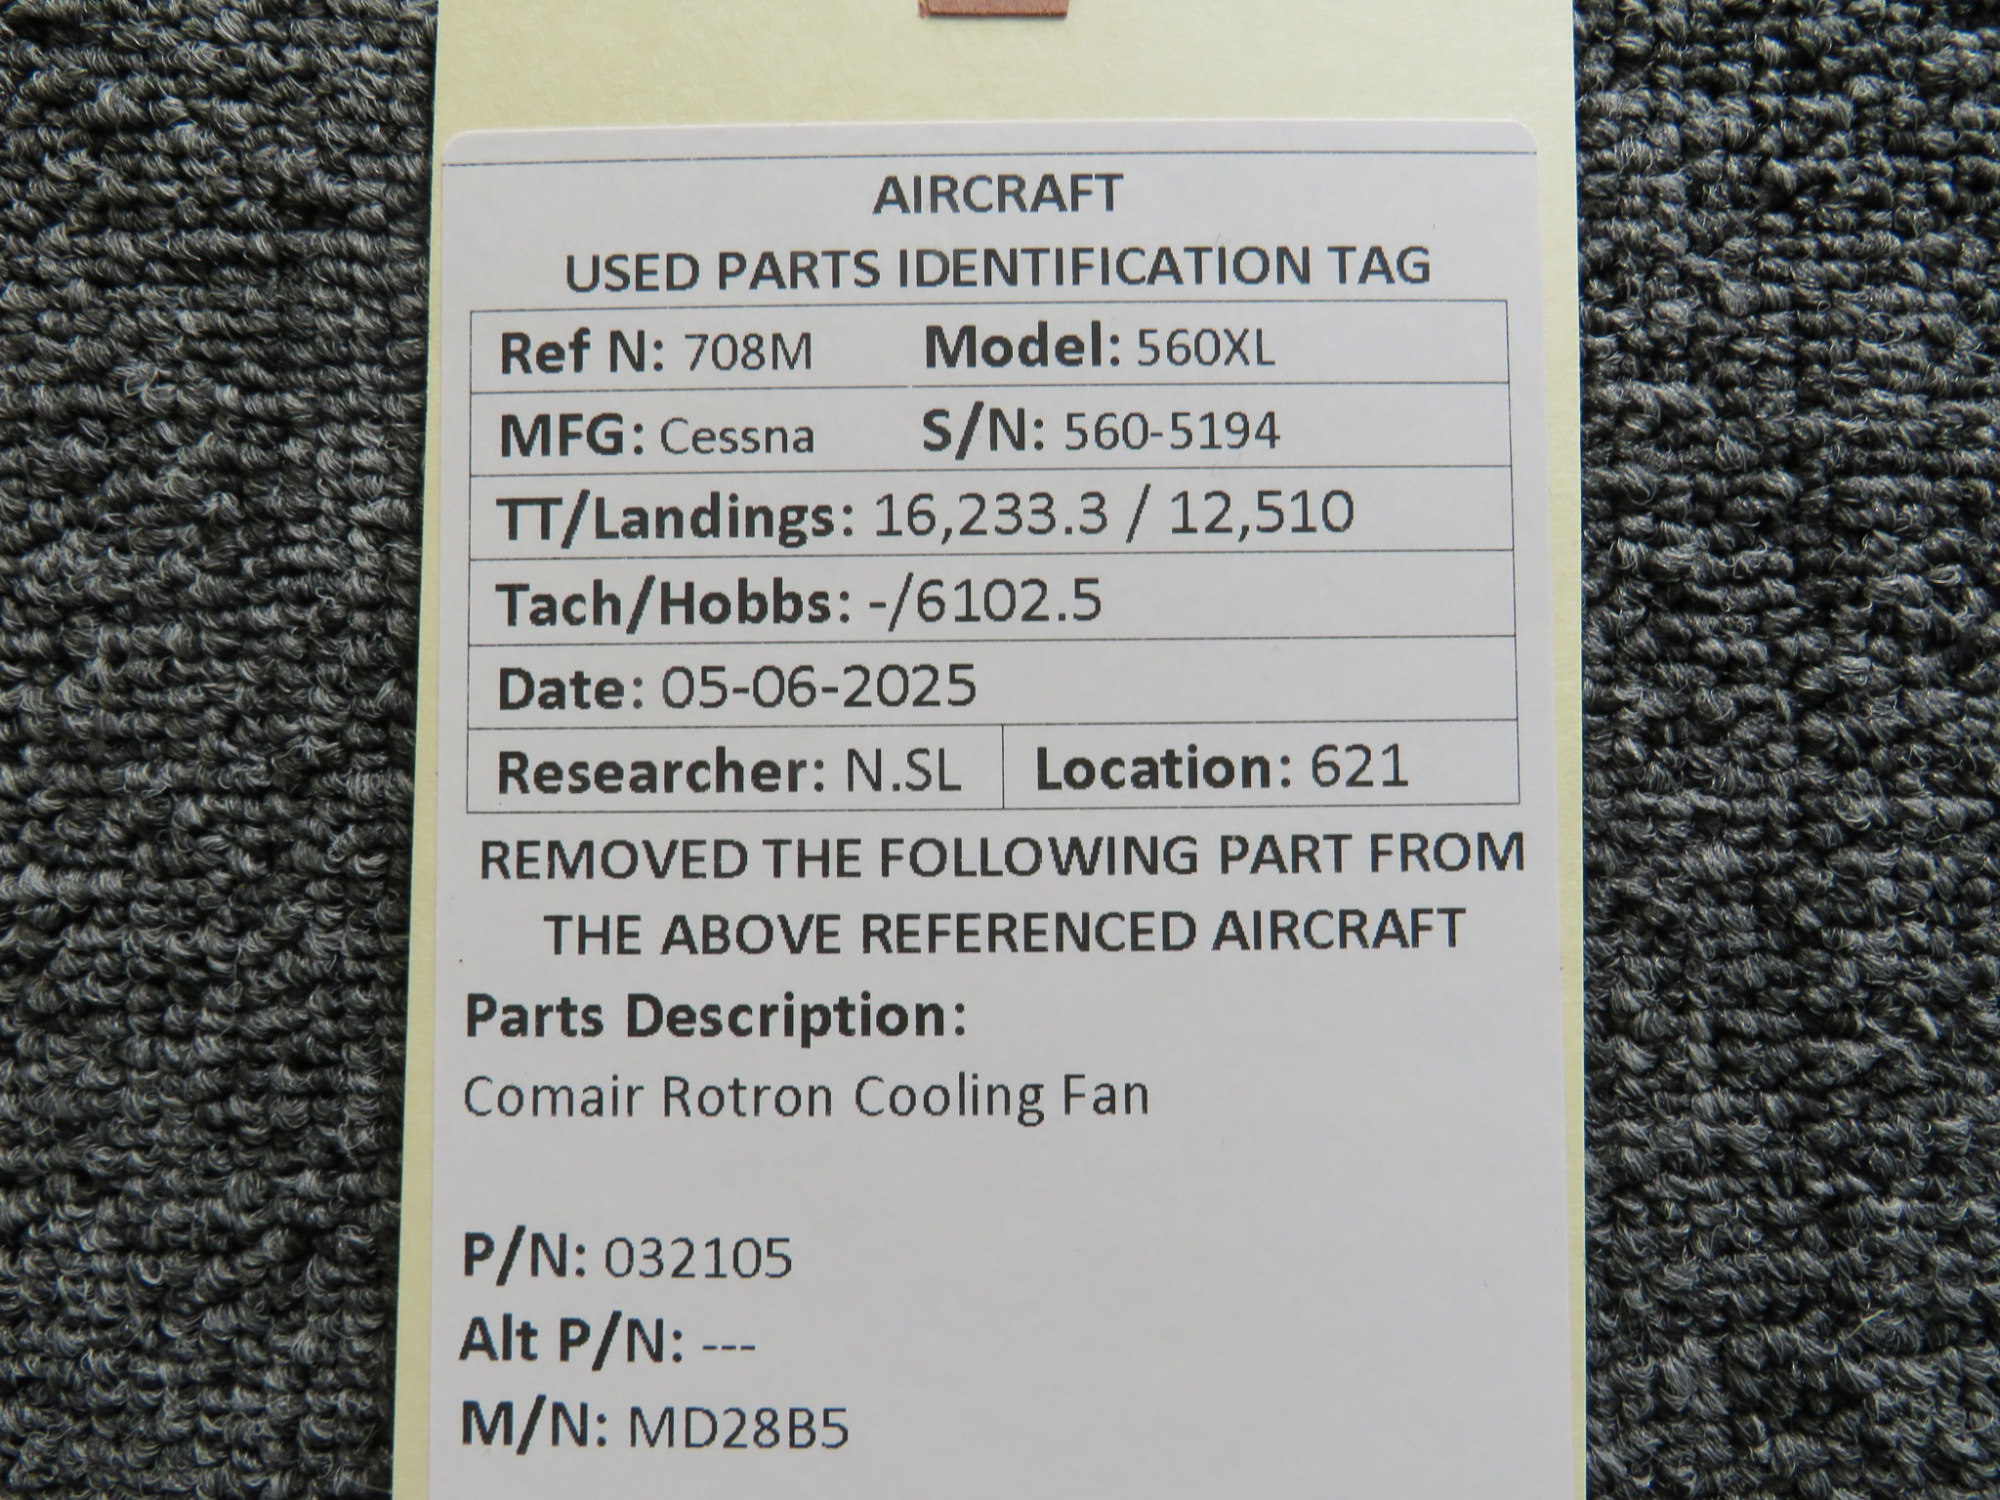 AIRCRAFT
USED PARTS IDENTIFICATION TAG
Ref N: 708M Model: 560XL
MFG: Cessna S/N: 560-5194
TT/Landings: 16,233.3 / 12,510
Tach/Hobbs: -/6102.5
Date: 05-06-2025
Researcher: N.SL Location: 621
REMOVED THE FOLLOWING PART FROM
THE ABOVE REFERENCED AIRCRAFT
Parts Description:
Comair Rotron Cooling Fan
P/N: 032105
Alt P/N: ---
M/N: MD28B5